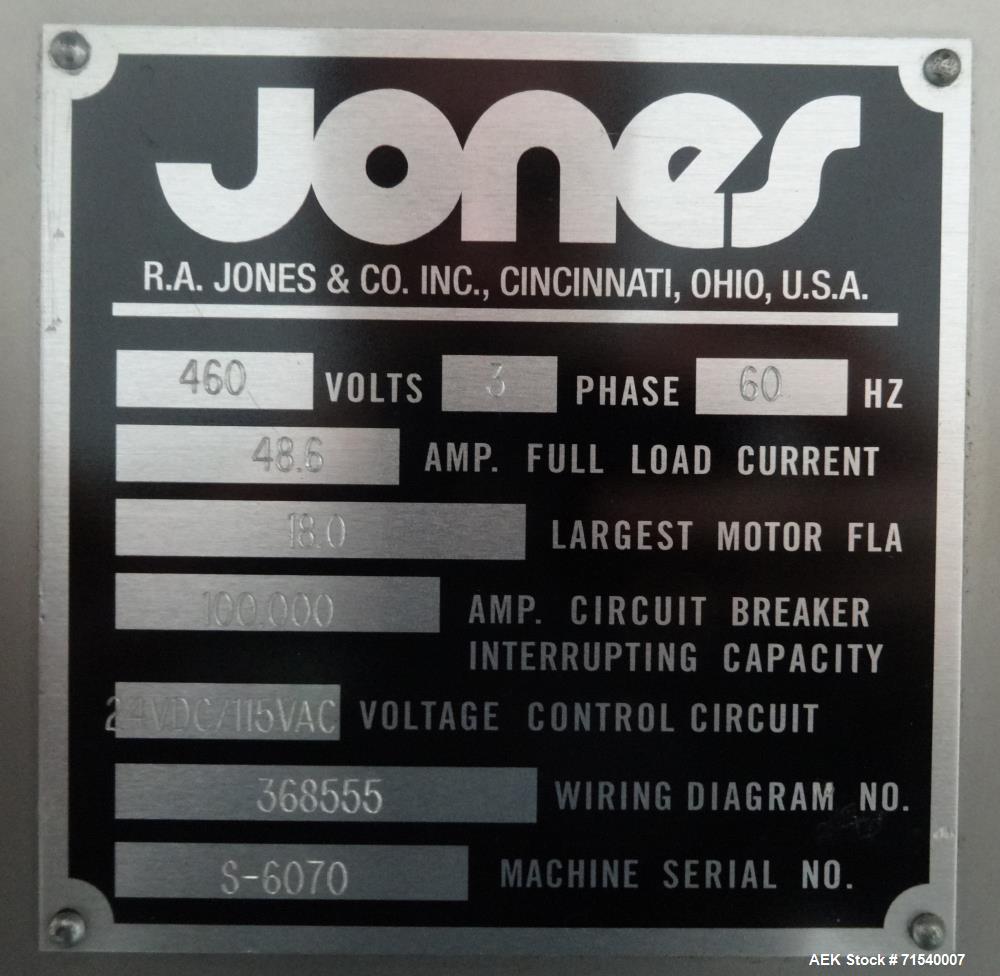 Jones
R.A. JONES & CO. INC., CINCINNATI, OHIO, U.S.A.
460 VOLTS 3 PHASE 60 HZ
48.6 AMP. FULL LOAD CURRENT
18.0 LARGEST MOTOR FLA
100.000 AMP. CIRCUIT BREAKER
INTERRUPTING CAPACITY
24VDC/115VAC VOLTAGE CONTROL CIRCUIT
368555 WIRING DIAGRAM NO.
S-6070 MACHINE SERIAL NO.
AEK Stock # 71540007